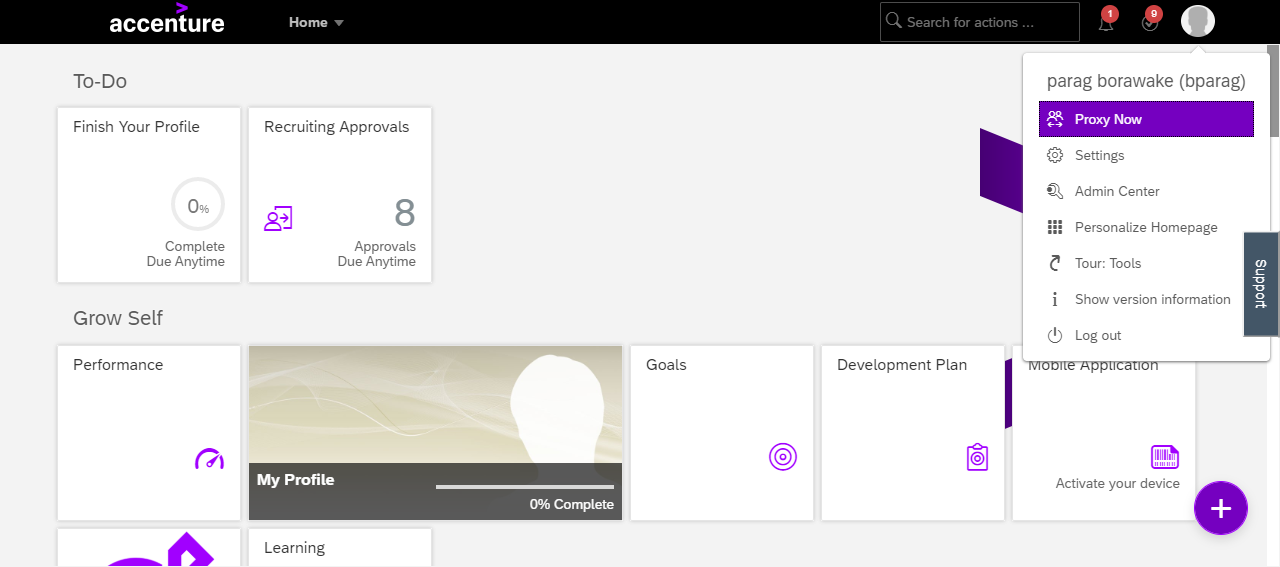 accenture
Home
Search for actions ...
1
9
parag borawake (bparag)
Proxy Now
Settings
Admin Center
Personalize Homepage
Tour: Tools
Show version information
Log out
Support
To-Do
Finish Your Profile
0%
Complete
Due Anytime
Recruiting Approvals
8
Approvals
Due Anytime
Grow Self
Performance
My Profile
0% Complete
Goals
Development Plan
Mobile Application
Activate your device
Learning